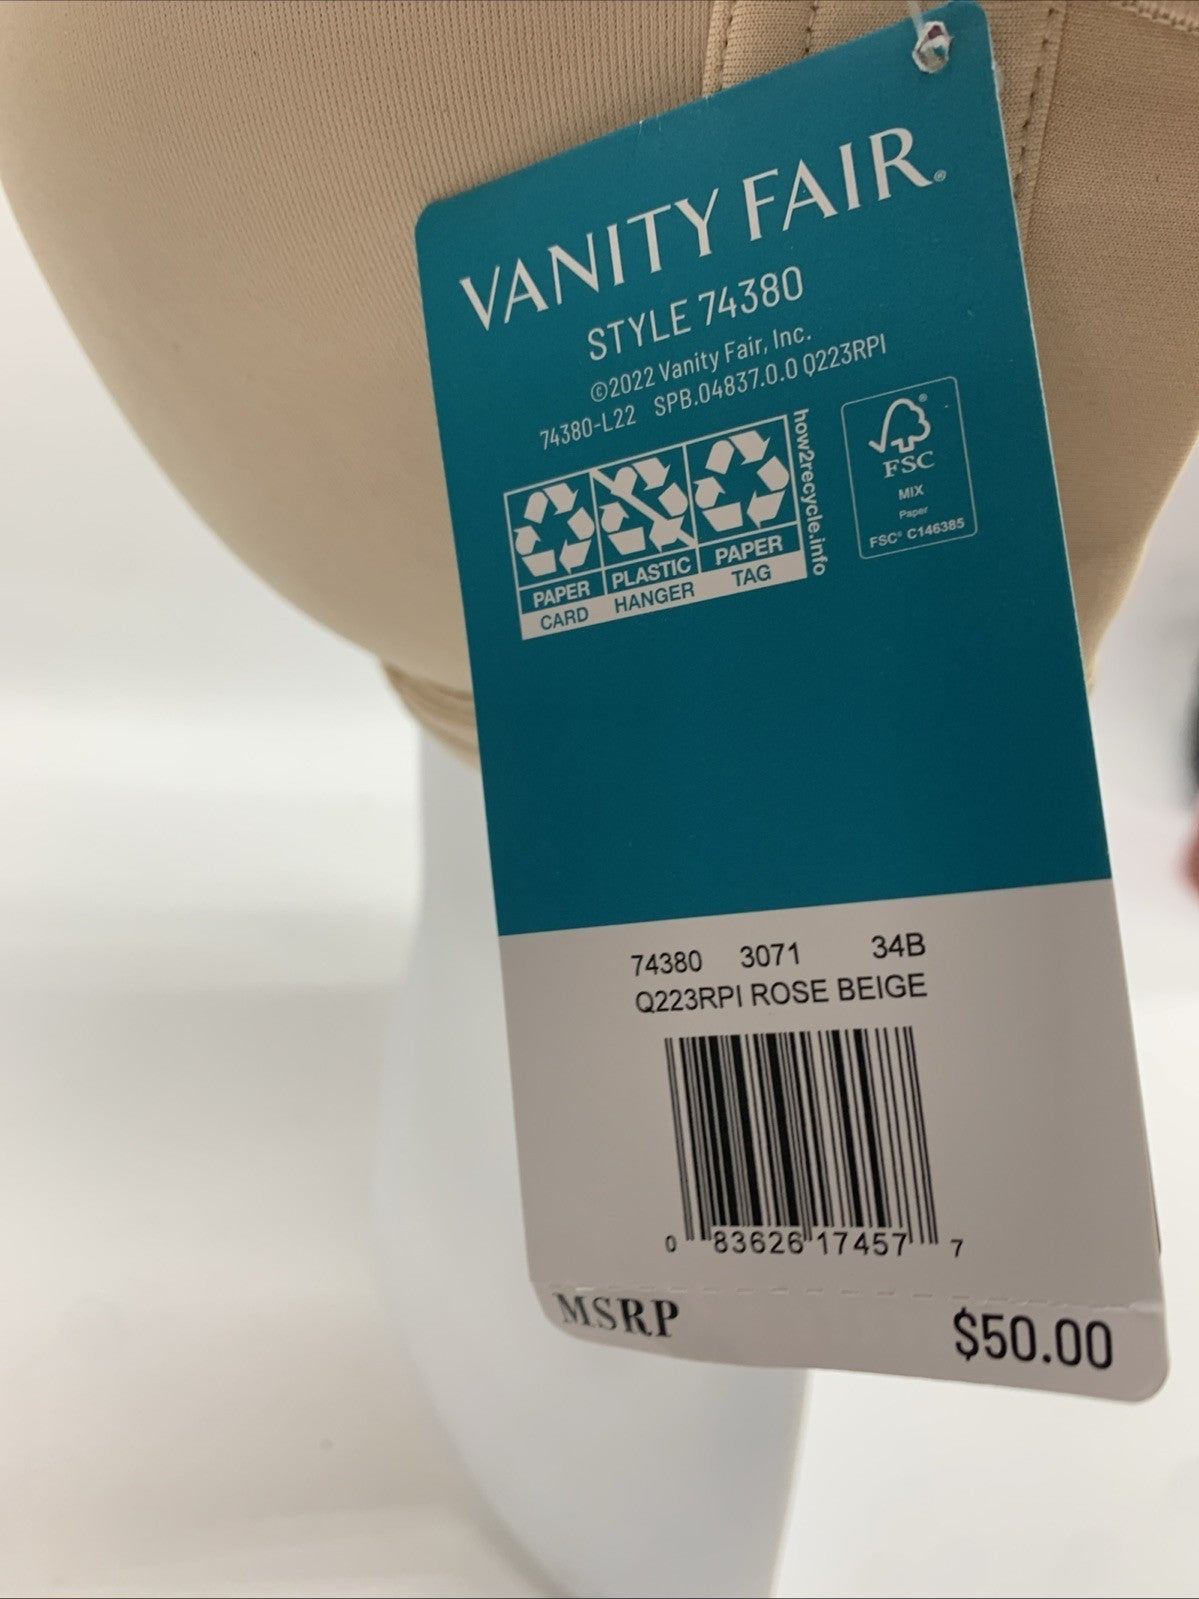 VANITY FAIR®
STYLE 74380
©2022 Vanity Fair, Inc.
74380-L22 SPB.04837.0.0 Q223RPI
PAPER PLASTIC PAPER
CARD HANGER TAG
how2recycle.info
®
FSC
MIX
Paper
FSC® C146385
74380 3071 34B
Q223RPI ROSE BEIGE
0 83626 17457 7
MSRP $50.00